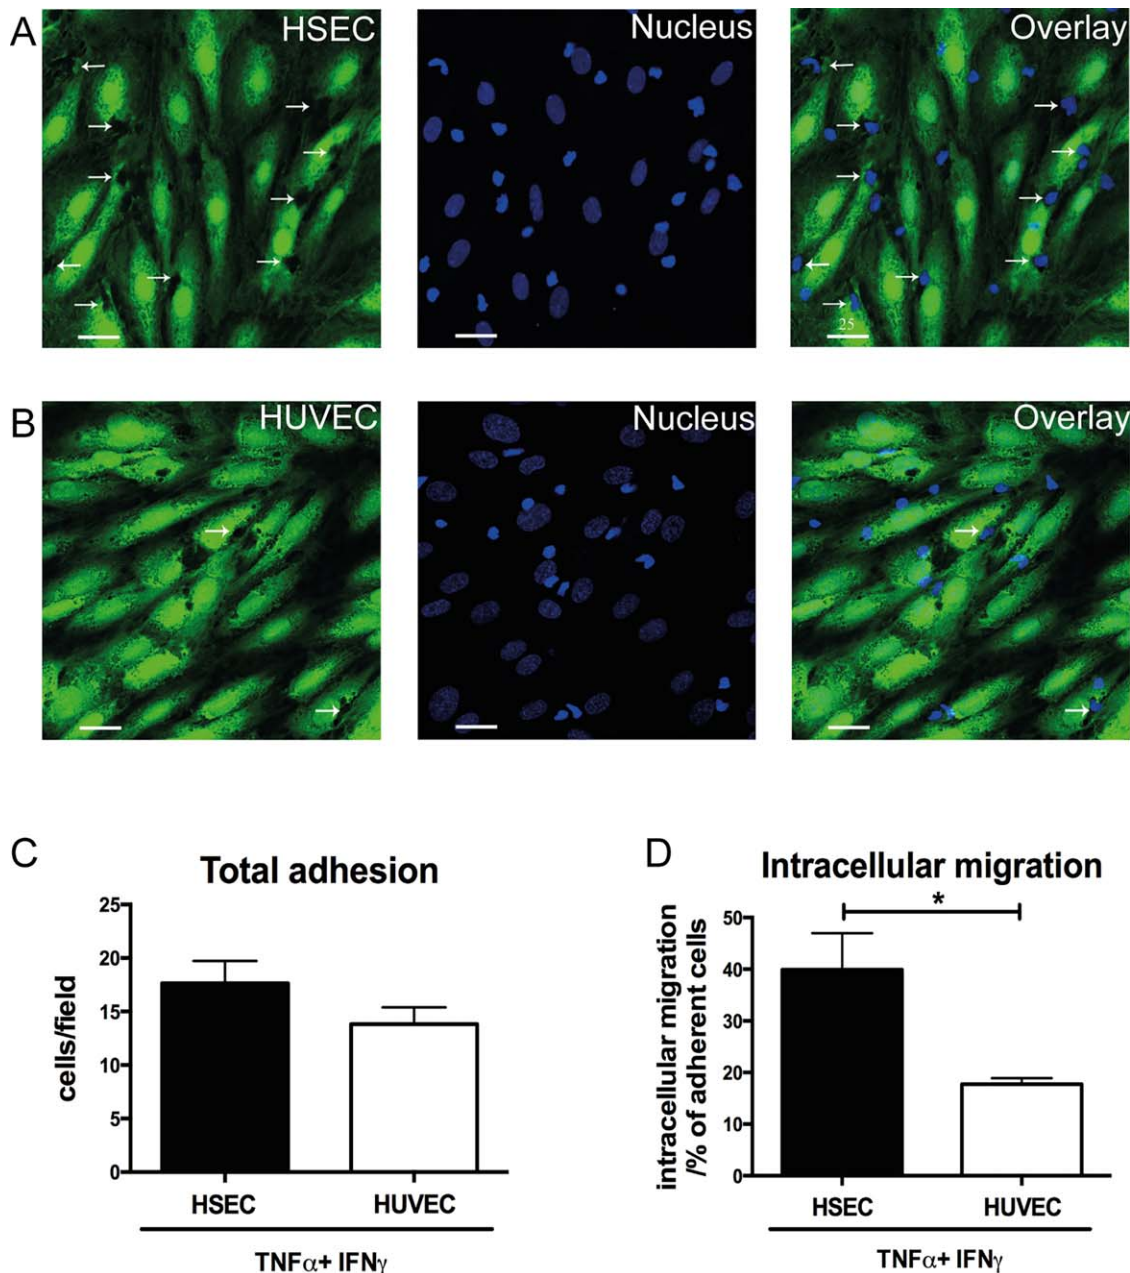 A
HSEC
Nucleus
Overlay
25
B
HUVEC
Nucleus
Overlay
C
Total adhesion
25
20
15
10
5
0
cells/field
HSEC
HUVEC
TNFα+ IFNγ
D
Intracellular migration
*
50
40
30
20
10
0
intracellular migration
/% of adherent cells
HSEC
HUVEC
TNFα+ IFNγ